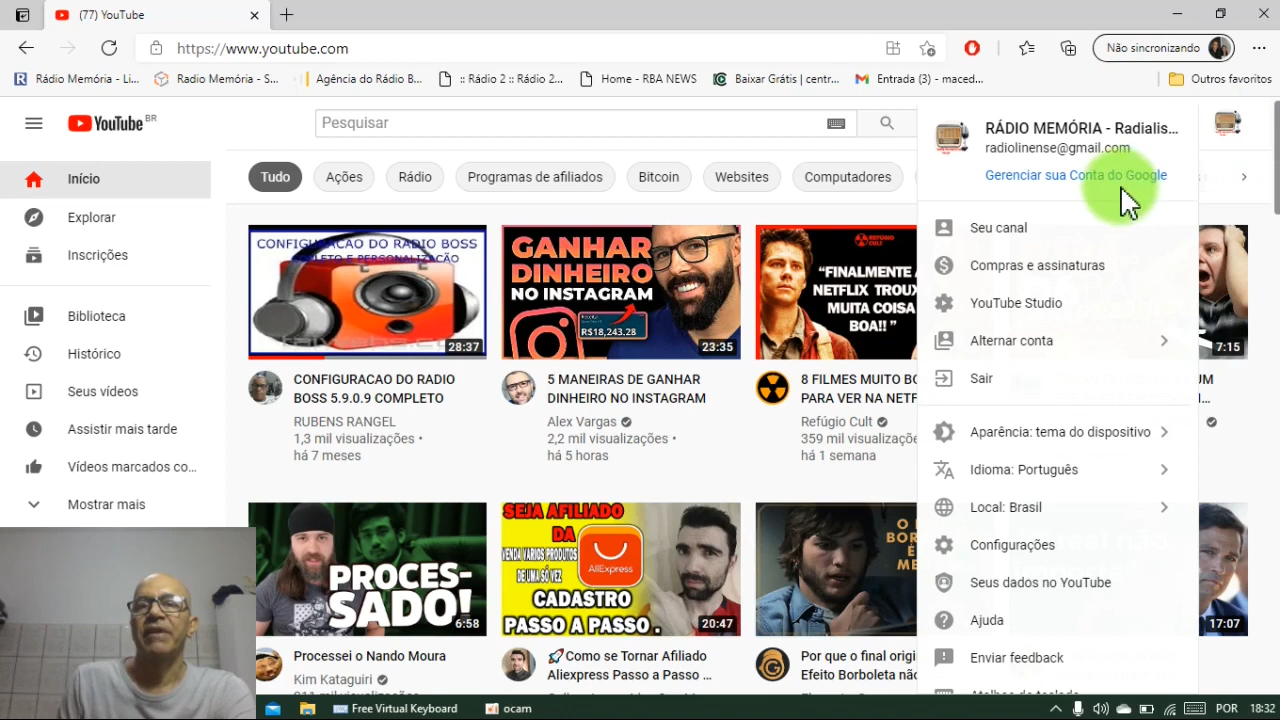 (77) YouTube
https://www.youtube.com
Não sincronizando
Rádio Memória - Li...
Radio Memória - S...
Agência do Rádio B...
:: Rádio 2 :: Rádio 2...
Home - RBA NEWS
Baixar Grátis | centr...
Entrada (3) - maced...
Outros favoritos
YouTube BR
Pesquisar
RÁDIO MEMÓRIA - Radialis...
radiolinense@gmail.com
Gerenciar sua Conta do Google
Início
Explorar
Inscrições
Biblioteca
Histórico
Seus vídeos
Assistir mais tarde
Vídeos marcados co...
Mostrar mais
Tudo
Ações
Rádio
Programas de afiliados
Bitcoin
Websites
Computadores
CONFIGURACAO DO RADIO BOSS
28:37
CONFIGURACAO DO RADIO
BOSS 5.9.0.9 COMPLETO
RUBENS RANGEL
1,3 mil visualizações •
há 7 meses
GANHAR
DINHEIRO
NO INSTAGRAM
R$18,243.28
23:35
5 MANEIRAS DE GANHAR
DINHEIRO NO INSTAGRAM
Alex Vargas
2,2 mil visualizações •
há 5 horas
REFÚGIO CULT
“FINALMENTE A
NETFLIX TROUX
MUITA COISA
BOA!!”
8 FILMES MUITO BO
PARA VER NA NETF
Refúgio Cult
359 mil visualizaçõe
há 1 semana
7:15
PROCES-
SADO!
6:58
Processei o Nando Moura
Kim Kataguiri
SEJA AFILIADO
DA
VENDA VARIOS PRODUTOS
DE UMA SÓ VEZ
AliExpress
CADASTRO
PASSO A PASSO .
20:47
🚀Como se Tornar Afiliado
Aliexpress Passo a Passo ...
Por que o final origi
Efeito Borboleta não
17:07
Seu canal
Compras e assinaturas
YouTube Studio
Alternar conta
Sair
Aparência: tema do dispositivo
Idioma: Português
Local: Brasil
Configurações
Seus dados no YouTube
Ajuda
Enviar feedback
Free Virtual Keyboard
ocam
POR
18:32